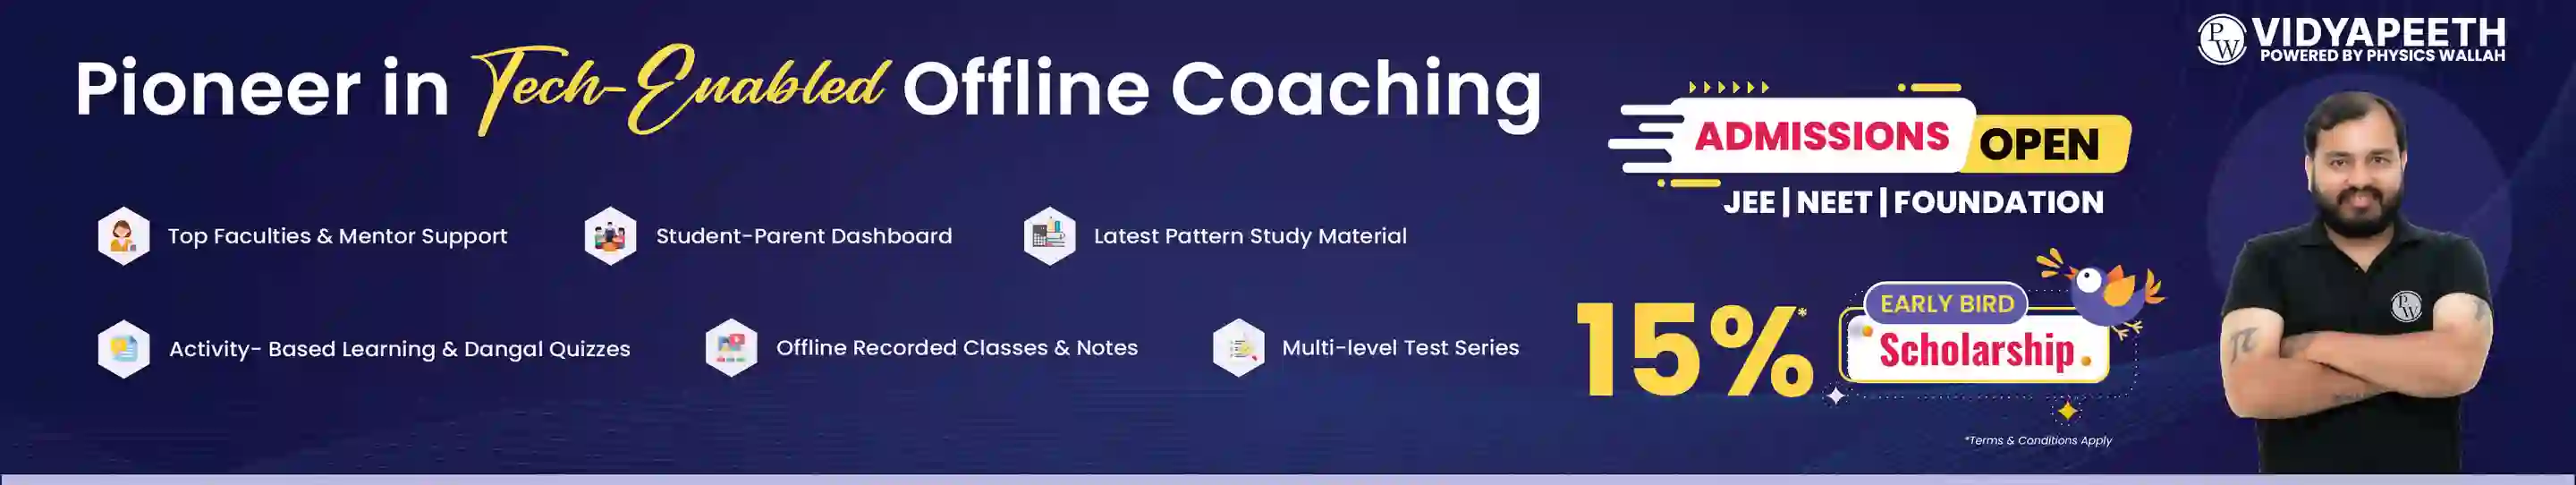 Pioneer in Tech-Enabled Offline Coaching
Top Faculties & Mentor Support
Student-Parent Dashboard
Latest Pattern Study Material
Activity- Based Learning & Dangal Quizzes
Offline Recorded Classes & Notes
Multi-level Test Series
ADMISSIONS OPEN
JEE | NEET | FOUNDATION
15%*
EARLY BIRD
Scholarship
*Terms & Conditions Apply
PW VIDYAPEETH
POWERED BY PHYSICS WALLAH
PW
π